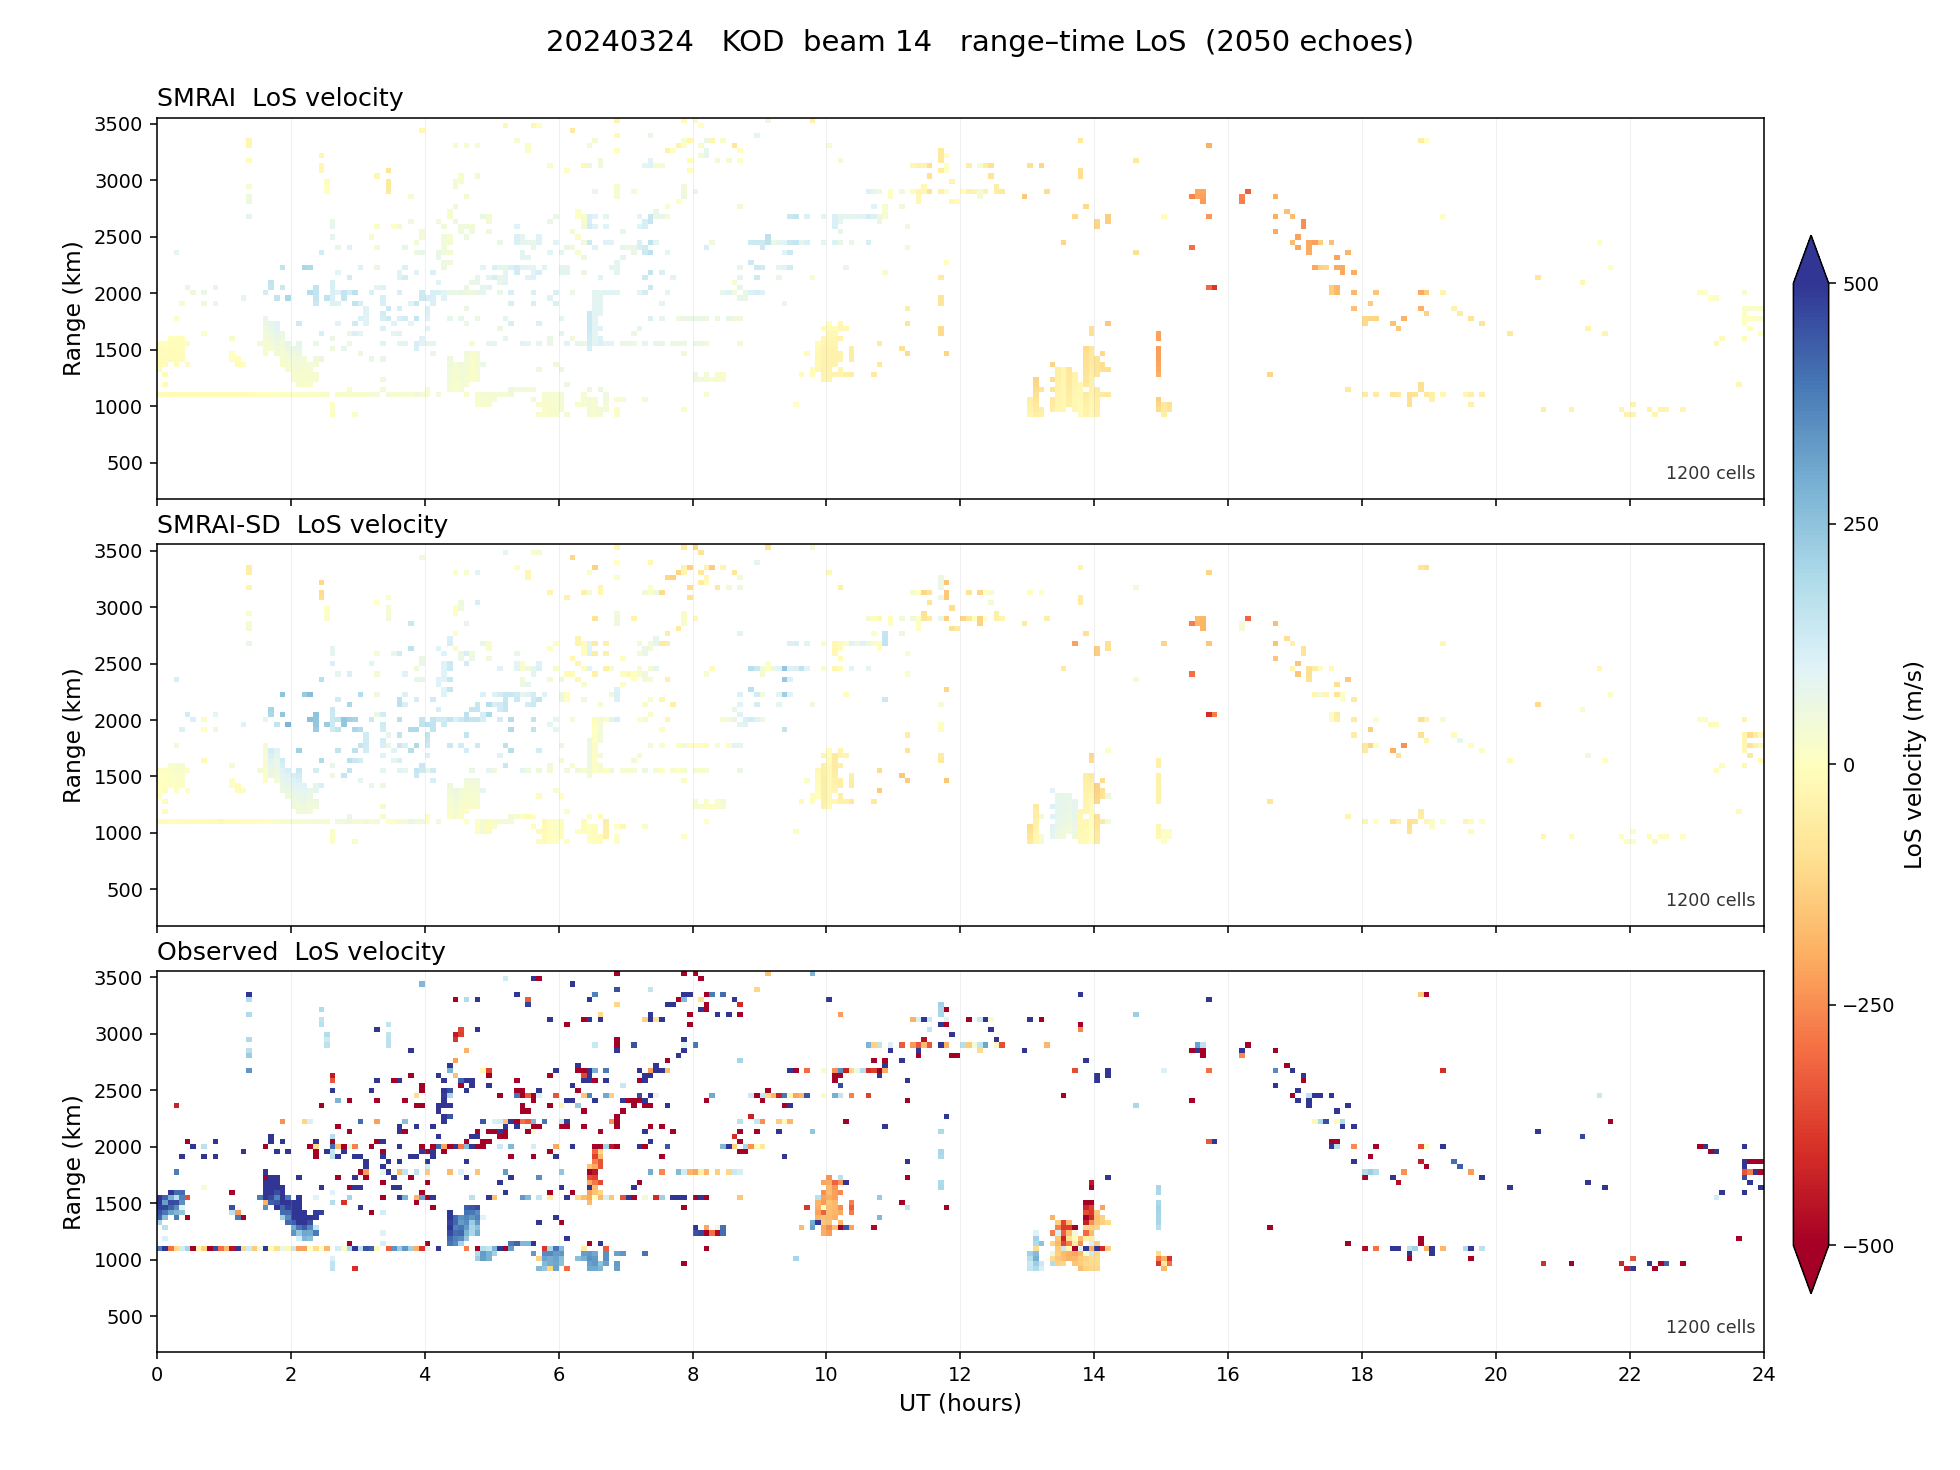 20240324   KOD  beam 14   range–time LoS  (2050 echoes)
SMRAI  LoS velocity
3500
3000
2500
2000
1500
1000
500
Range (km)
1200 cells
SMRAI-SD  LoS velocity
3500
3000
2500
2000
1500
1000
500
Range (km)
1200 cells
Observed  LoS velocity
3500
3000
2500
2000
1500
1000
500
Range (km)
1200 cells
0 2 4 6 8 10 12 14 16 18 20 22 24
UT (hours)
500
250
0
−250
−500
LoS velocity (m/s)